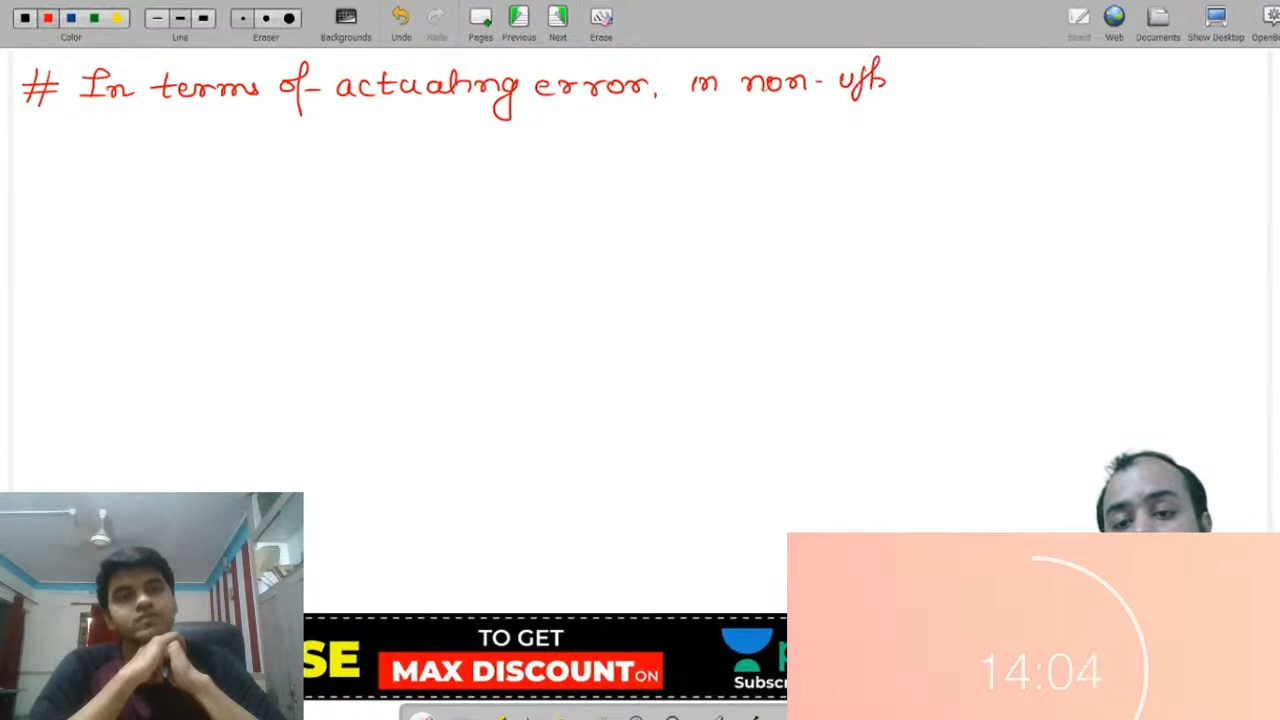 Color
Line
Eraser
Backgrounds
Undo
Redo
Pages
Previous
Next
Erase
Board
Web
Documents
Show Desktop
OpenBo
# In terms of actuating error, in non-ufb
SE
TO GET
MAX DISCOUNT ON
Subscr
14:04